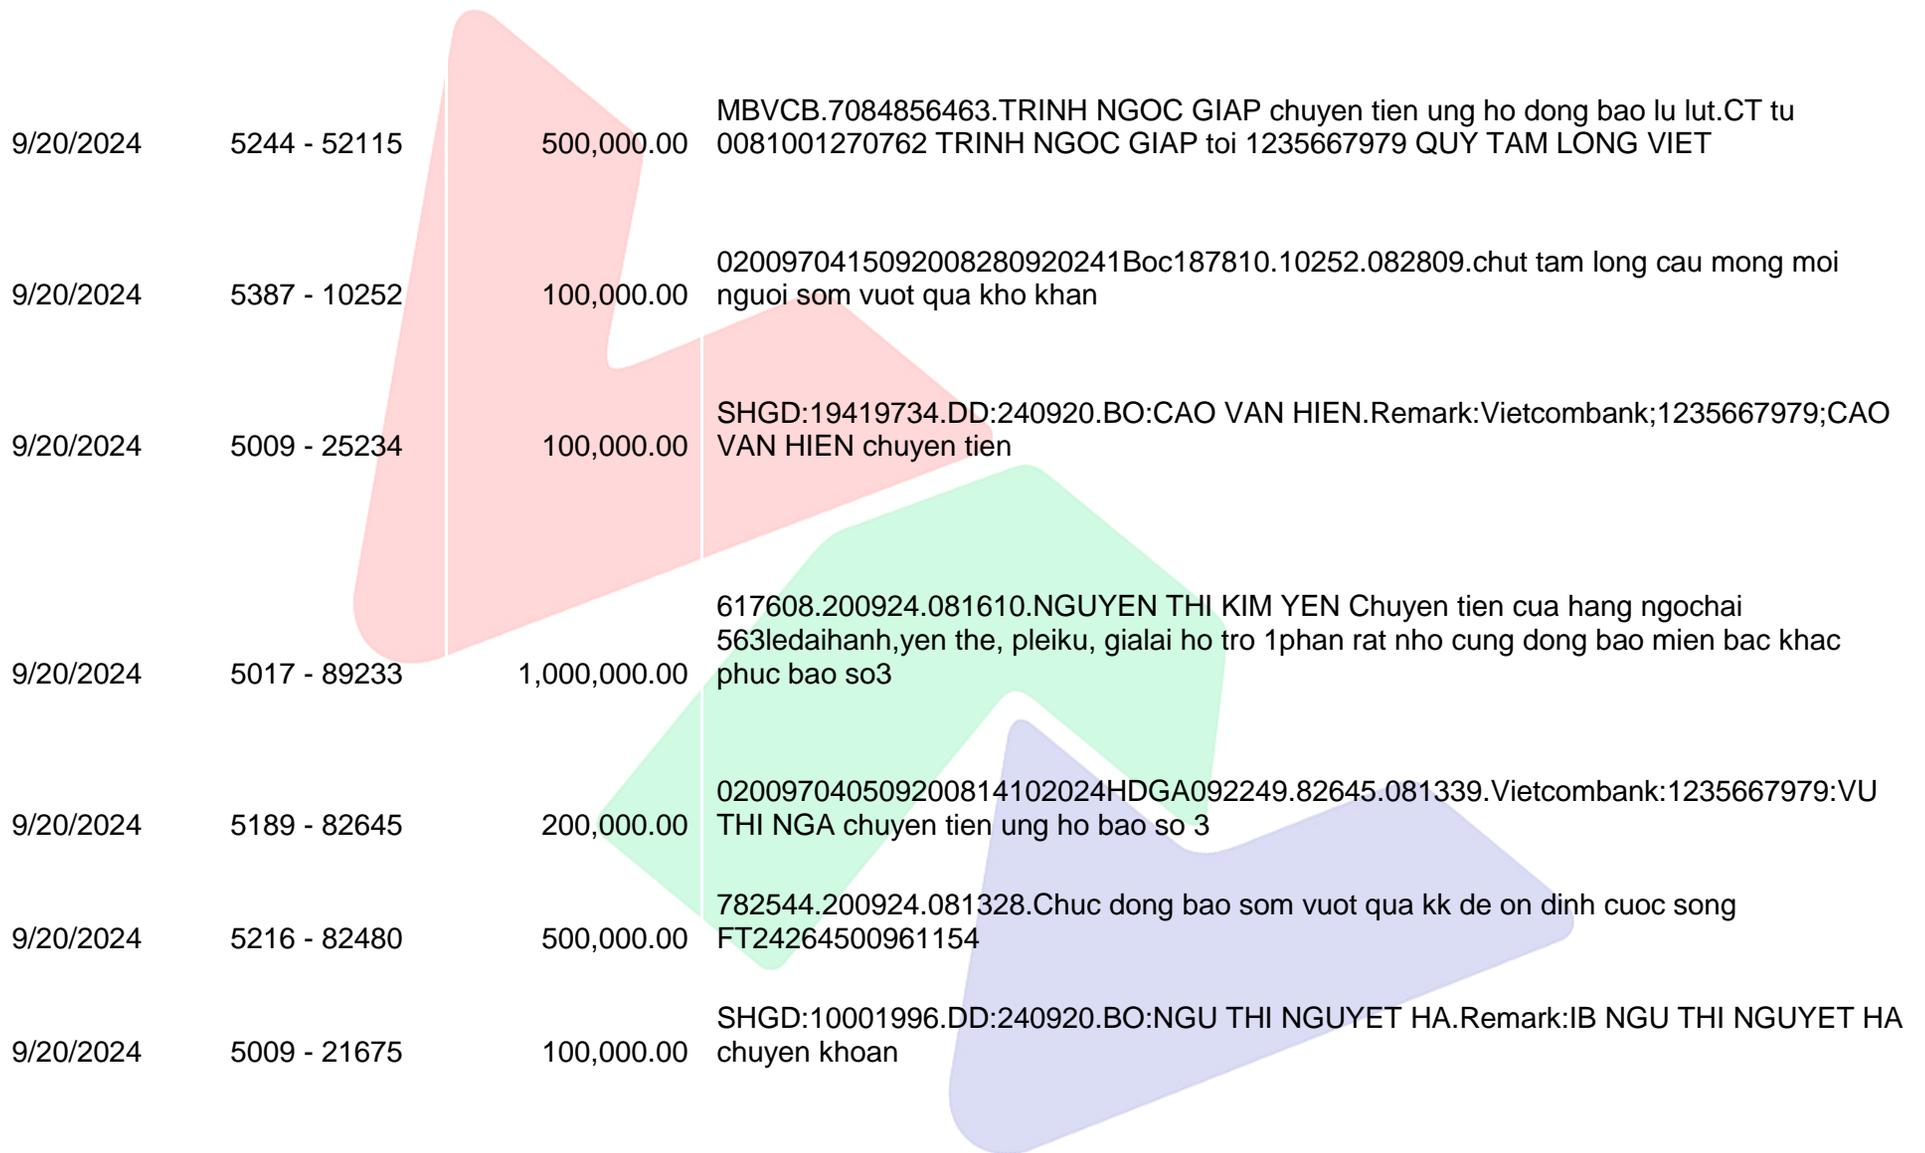 MBVCB.7084856463.TRINH NGOC GIAP chuyen tien ung ho dong bao lu lut.CT tu
9/20/2024 5244 - 52115 500,000.00 0081001270762 TRINH NGOC GIAP toi 1235667979 QUY TAM LONG VIET
0200970415092008280920241Boc187810.10252.082809.chut tam long cau mong moi
9/20/2024 5387 - 10252 100,000.00 nguoi som vuot qua kho khan
SHGD:19419734.DD:240920.BO:CAO VAN HIEN.Remark:Vietcombank;1235667979;CAO
9/20/2024 5009 - 25234 100,000.00 VAN HIEN chuyen tien
617608.200924.081610.NGUYEN THI KIM YEN Chuyen tien cua hang ngochai
563ledaihanh,yen the, pleiku, gialai ho tro 1phan rat nho cung dong bao mien bac khac
9/20/2024 5017 - 89233 1,000,000.00 phuc bao so3
020097040509200814102024HDGA092249.82645.081339.Vietcombank:1235667979:VU
9/20/2024 5189 - 82645 200,000.00 THI NGA chuyen tien ung ho bao so 3
782544.200924.081328.Chuc dong bao som vuot qua kk de on dinh cuoc song
9/20/2024 5216 - 82480 500,000.00 FT24264500961154
SHGD:10001996.DD:240920.BO:NGU THI NGUYET HA.Remark:IB NGU THI NGUYET HA
9/20/2024 5009 - 21675 100,000.00 chuyen khoan